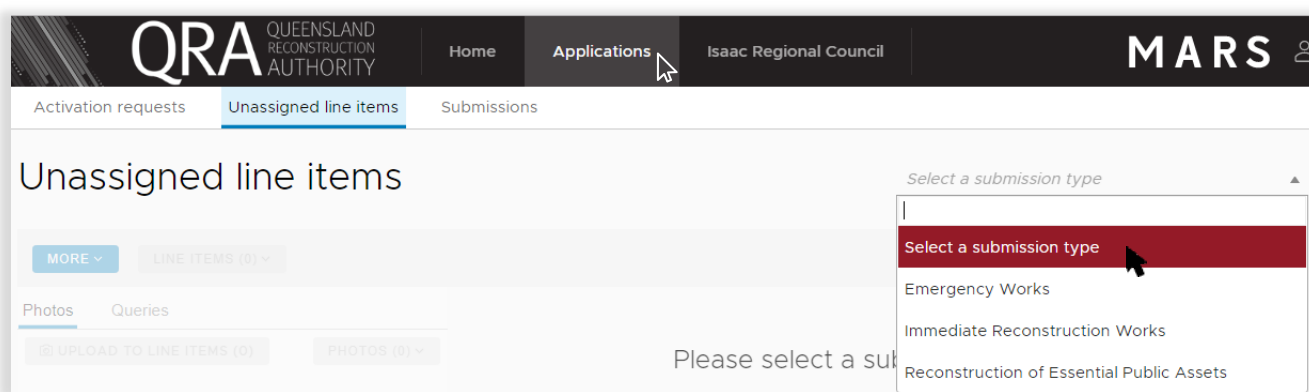 QRA QUEENSLAND RECONSTRUCTION AUTHORITY
Home Applications Isaac Regional Council MARS
Activation requests Unassigned line items Submissions
Unassigned line items
Select a submission type
Select a submission type
MORE LINE ITEMS (0)
Emergency Works
Photos Queries
Immediate Reconstruction Works
UPLOAD TO LINE ITEMS (0) PHOTOS (0)
Please select a sub
Reconstruction of Essential Public Assets